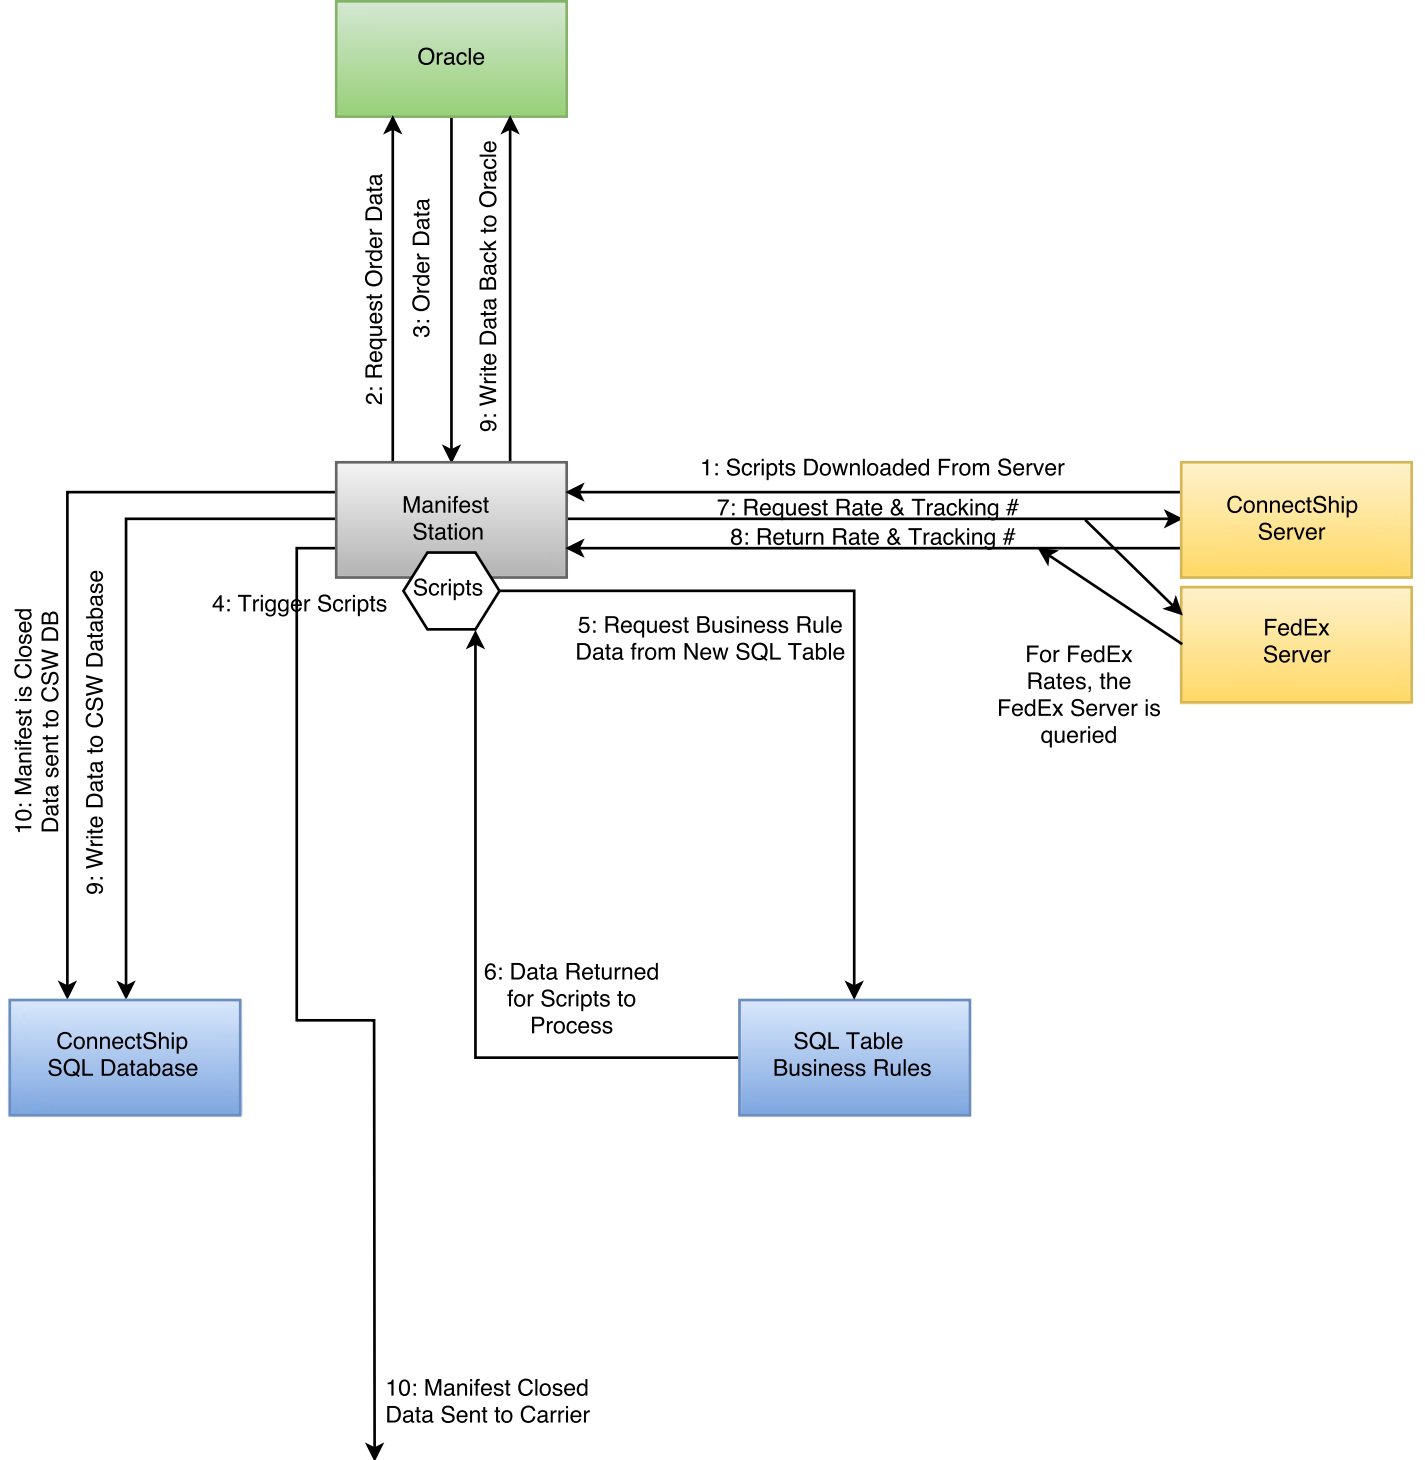 Oracle
2: Request Order Data
3: Order Data
9: Write Data Back to Oracle
Manifest
Station
Scripts
4: Trigger Scripts
1: Scripts Downloaded From Server
7: Request Rate & Tracking #
8: Return Rate & Tracking #
ConnectShip
Server
FedEx
Server
For FedEx
Rates, the
FedEx Server is
queried
5: Request Business Rule
Data from New SQL Table
10: Manifest is Closed
Data sent to CSW DB
9: Write Data to CSW Database
6: Data Returned
for Scripts to
Process
ConnectShip
SQL Database
SQL Table
Business Rules
10: Manifest Closed
Data Sent to Carrier